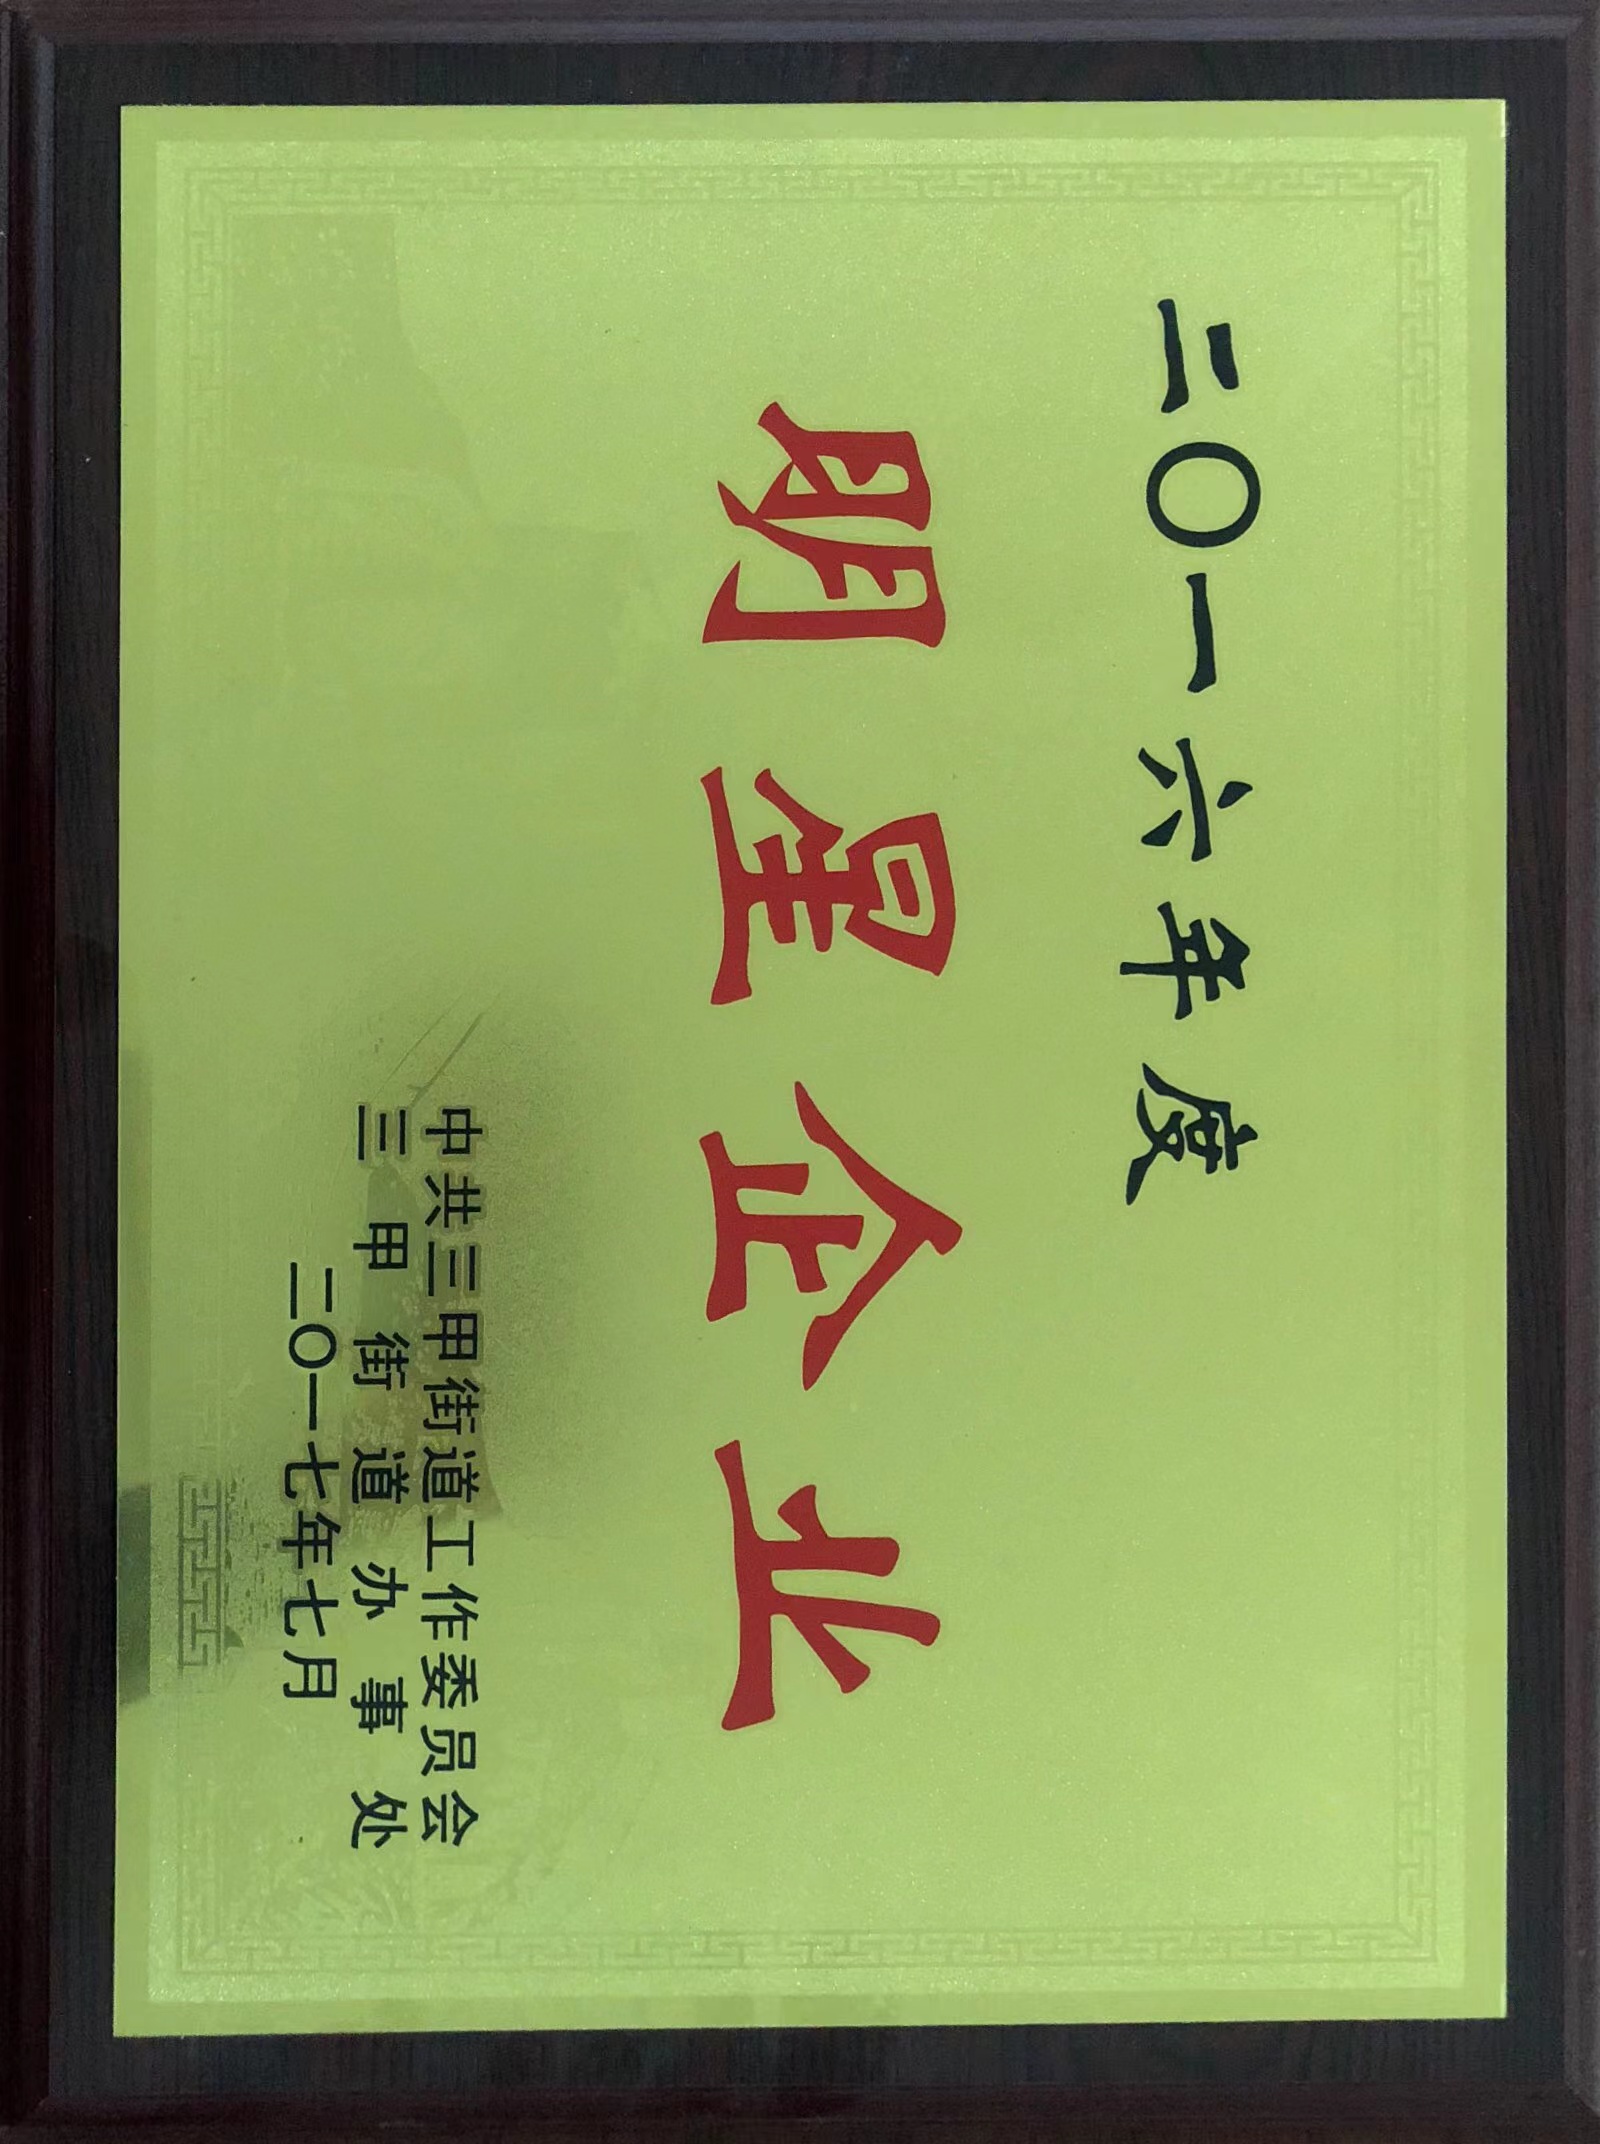 二〇一六年度
明星企业
中共三甲街道工作委员会
三甲街道办事处
二〇一七年七月